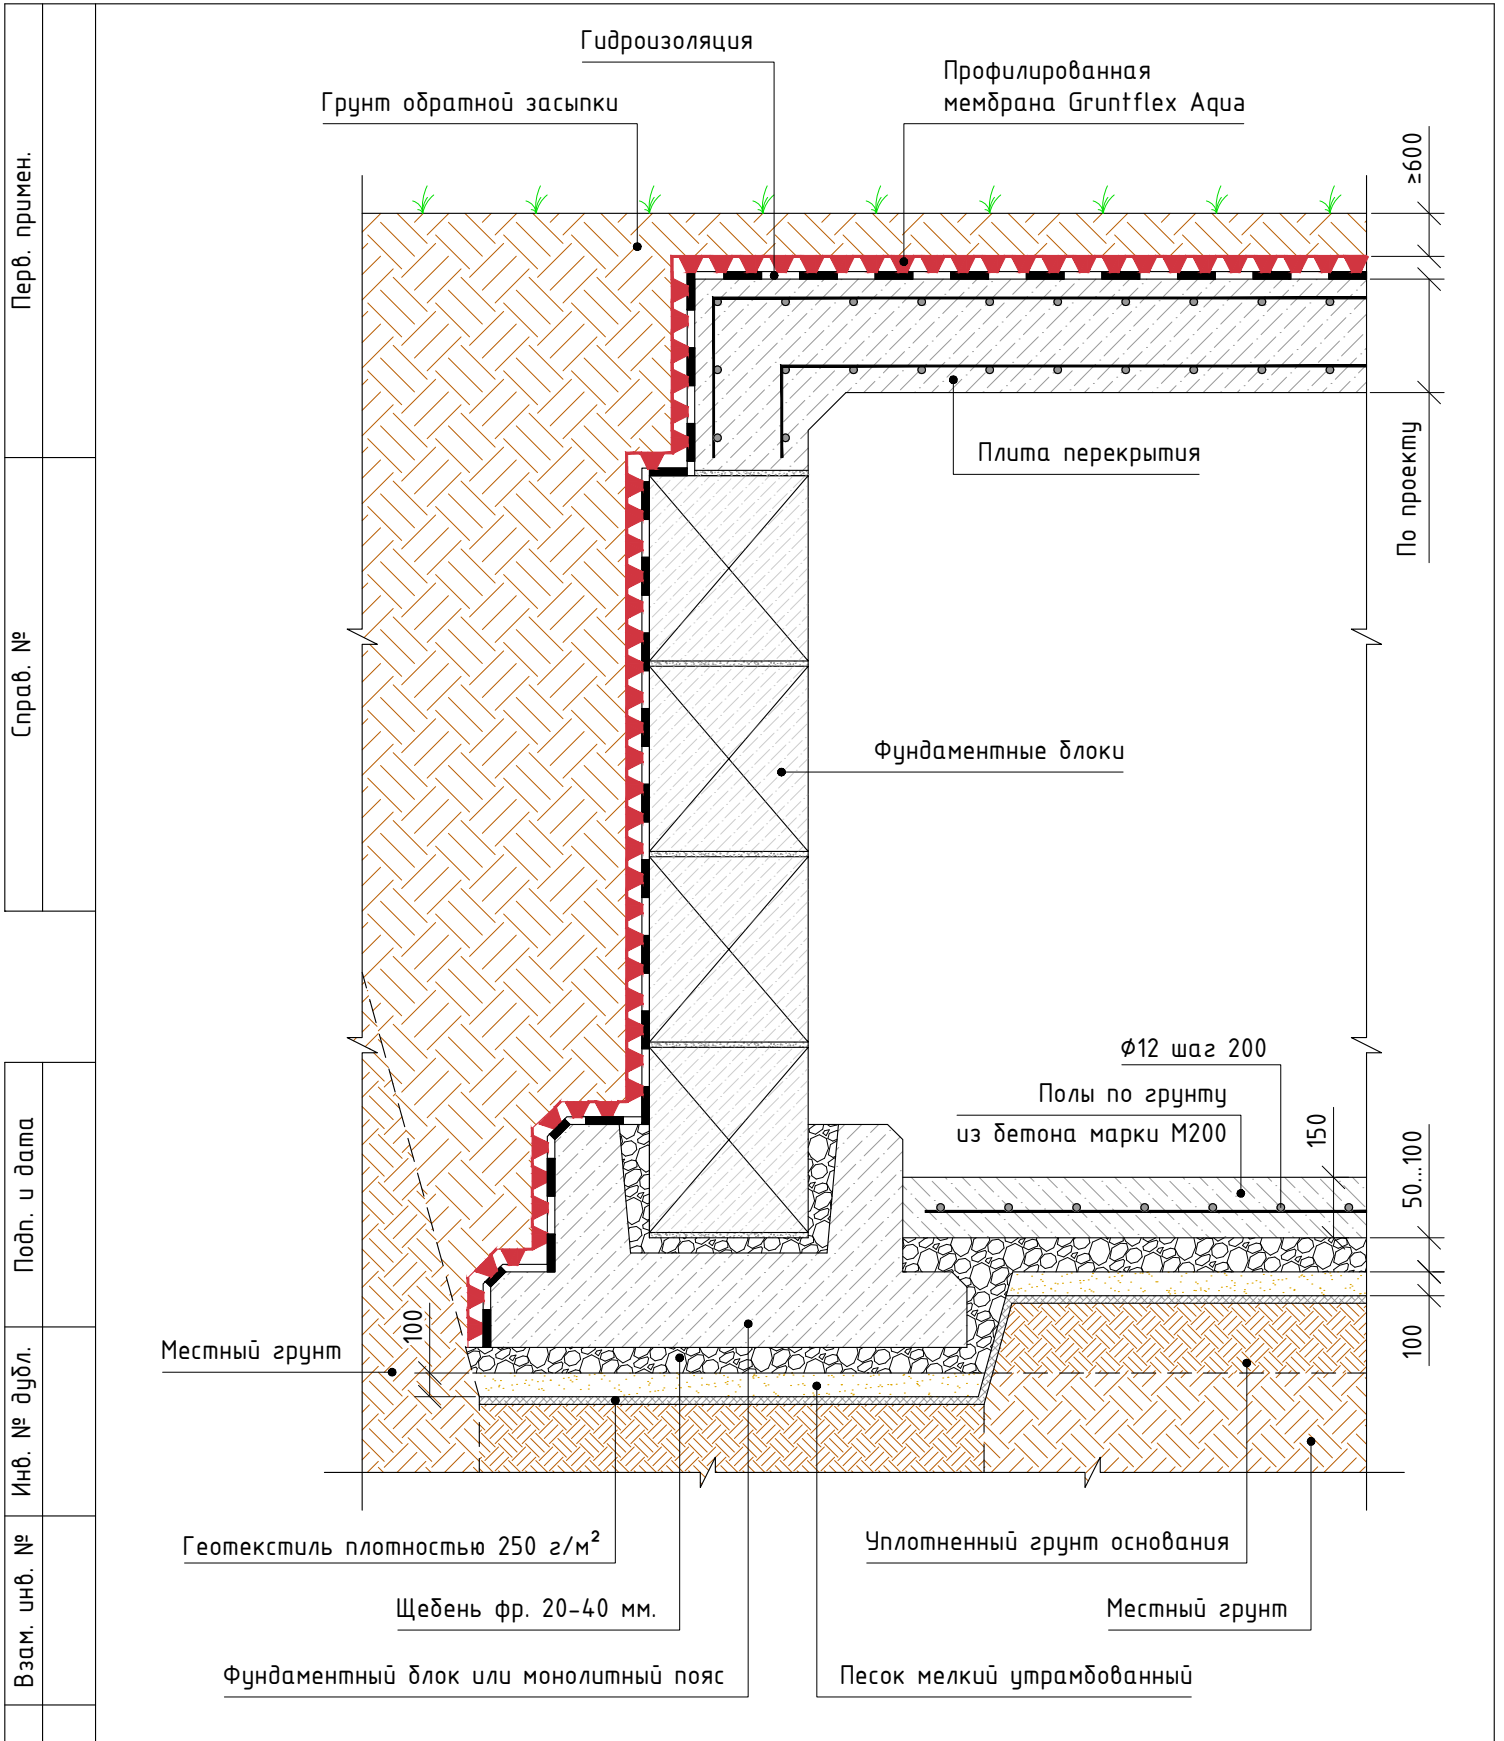 Гидроизоляция
Профилированная
мембрана Gruntflex Aqua
Грунт обратной засыпки
≥600
Плита перекрытия
По проекту
Фундаментные блоки
Ф12 шаг 200
Полы по грунту
из бетона марки М200
150
50...100
100
100
Местный грунт
Геотекстиль плотностью 250 г/м²
Уплотненный грунт основания
Щебень фр. 20-40 мм.
Местный грунт
Фундаментный блок или монолитный пояс
Песок мелкий утрамбованный
Перв. примен.
Справ. №
Подп. и дата
Инв. № дубл.
Взам. инв. №